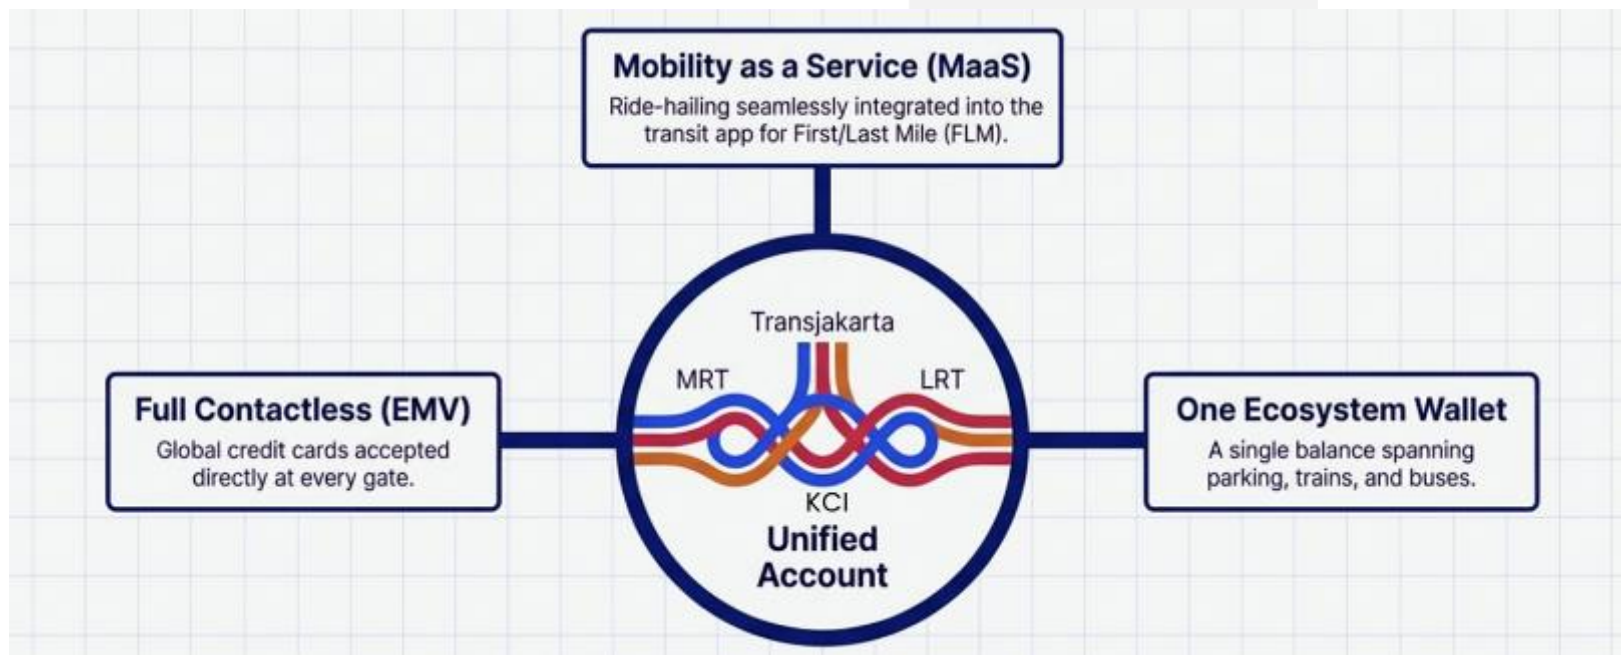 Mobility as a Service (MaaS)
Ride-hailing seamlessly integrated into the
transit app for First/Last Mile (FLM).
Transjakarta
MRT
LRT
Full Contactless (EMV)
Global credit cards accepted
directly at every gate.
One Ecosystem Wallet
A single balance spanning
parking, trains, and buses.
KCI
Unified
Account